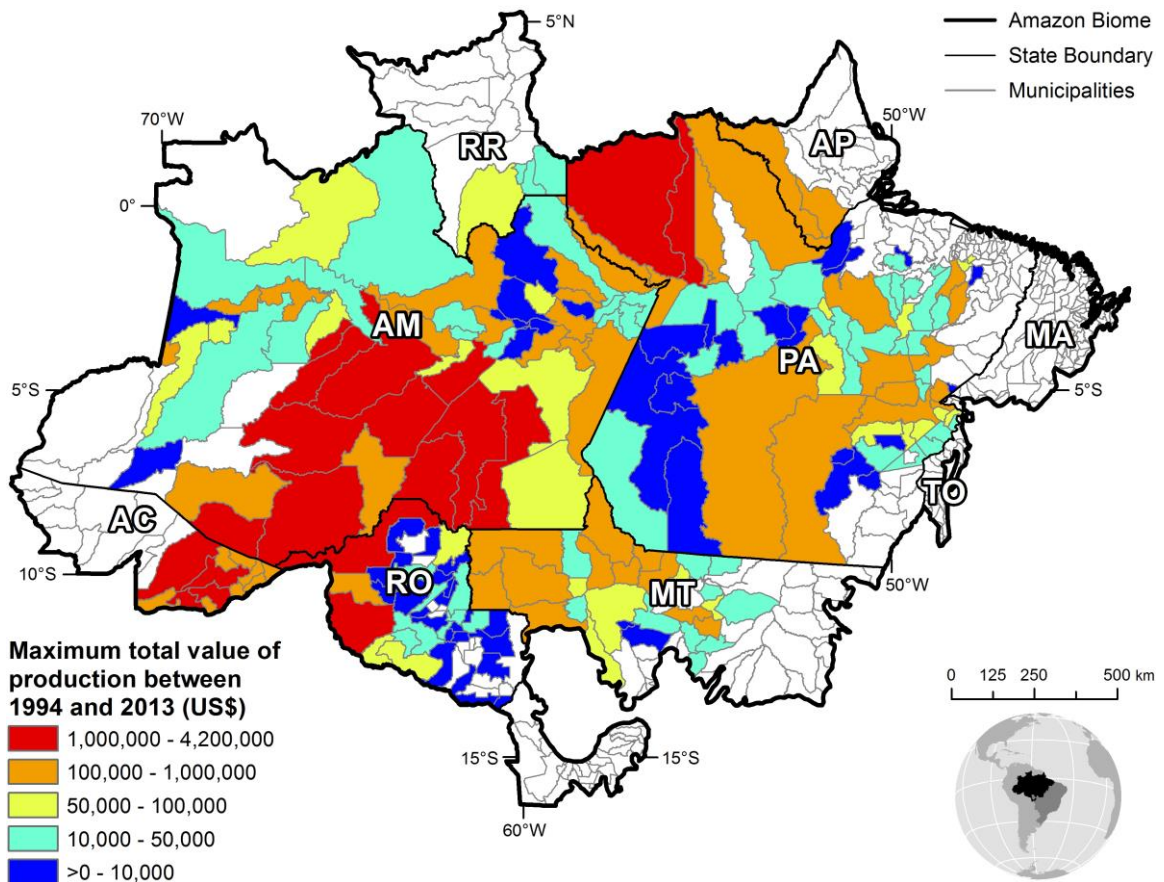 5°N
Amazon Biome
State Boundary
Municipalities
70°W
50°W
RR
AP
0°
AM
PA
MA
5°S
5°S
AC
TO
RO
MT
10°S
50°W
Maximum total value of
production between
1994 and 2013 (US$)
1,000,000 - 4,200,000
100,000 - 1,000,000
50,000 - 100,000
10,000 - 50,000
>0 - 10,000
15°S
15°S
60°W
0 125 250 500 km